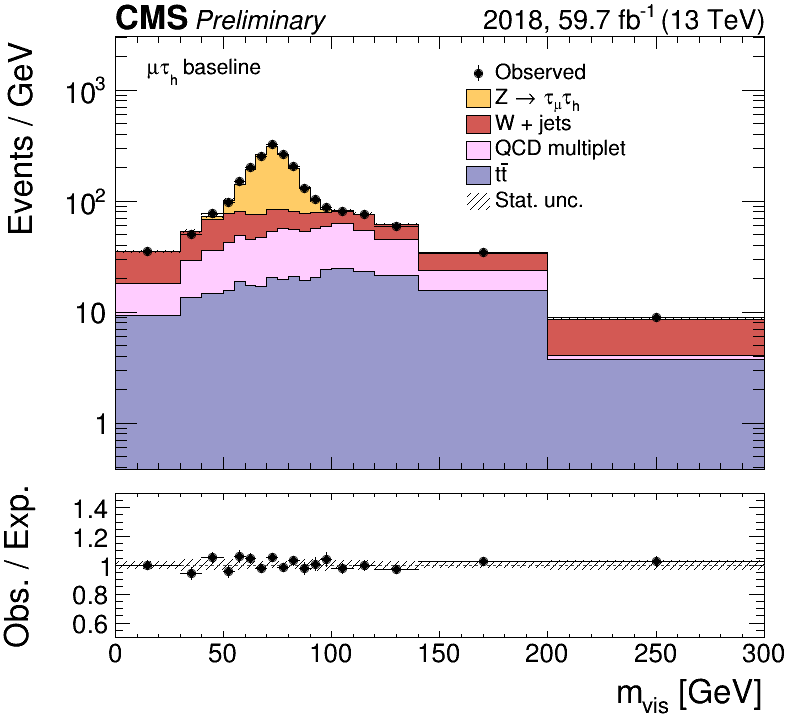 CMS Preliminary 2018, 59.7 fb⁻¹ (13 TeV)
Events / GeV
10³
10²
10
1
μτₕ baseline
Observed
Z → τ_μτₕ
W + jets
QCD multiplet
tt̄
Stat. unc.
Obs. / Exp.
1.4
1.2
1
0.8
0.6
0 50 100 150 200 250 300
m_vis [GeV]